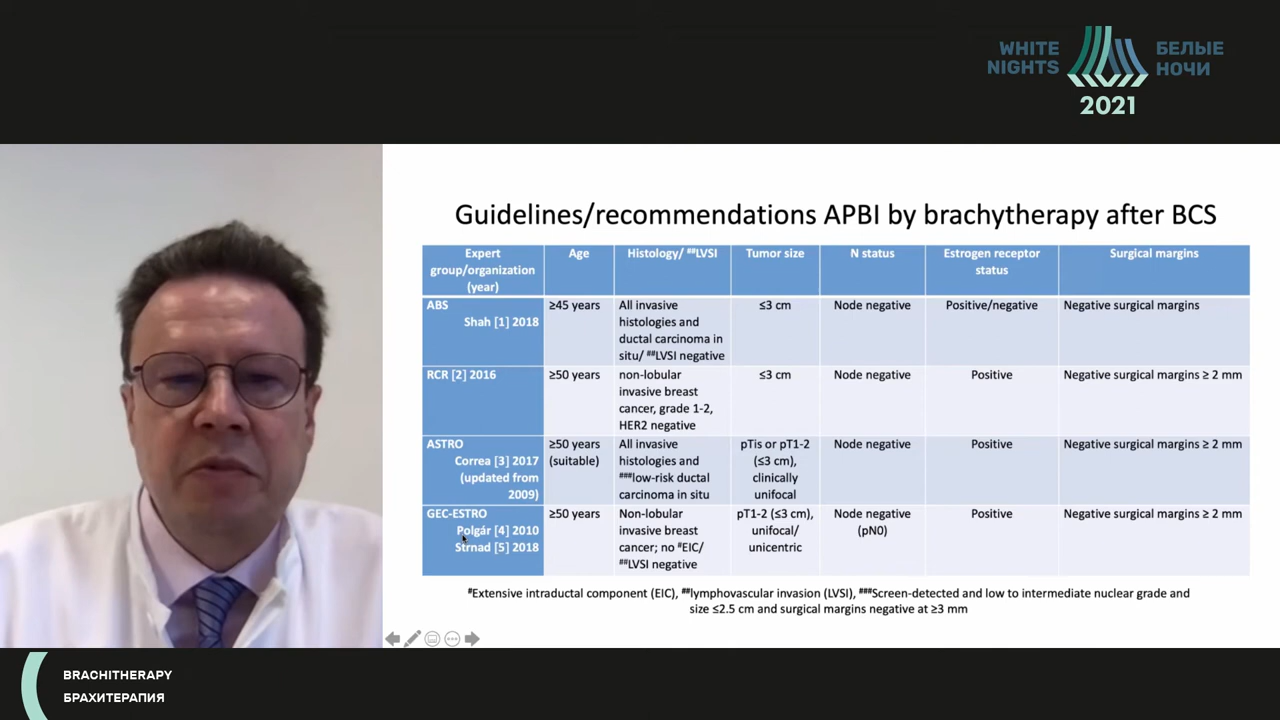 WHITE NIGHTS
БЕЛЫЕ НОЧИ
2021
Guidelines/recommendations APBI by brachytherapy after BCS
Expert group/organization (year)
Age
Histology/ ##LVSI
Tumor size
N status
Estrogen receptor status
Surgical margins
ABS
Shah [1] 2018
≥45 years
All invasive
histologies and
ductal carcinoma in
situ/ ##LVSI negative
≤3 cm
Node negative
Positive/negative
Negative surgical margins
RCR [2] 2016
≥50 years
non-lobular
invasive breast
cancer, grade 1-2,
HER2 negative
≤3 cm
Node negative
Positive
Negative surgical margins ≥ 2 mm
ASTRO
Correa [3] 2017
(updated from
2009)
≥50 years
(suitable)
All invasive
histologies and
###low-risk ductal
carcinoma in situ
pTis or pT1-2
(≤3 cm),
clinically
unifocal
Node negative
Positive
Negative surgical margins ≥ 2 mm
GEC-ESTRO
Polgár [4] 2010
Strnad [5] 2018
≥50 years
Non-lobular
invasive breast
cancer; no #EIC/
##LVSI negative
pT1-2 (≤3 cm),
unifocal/
unicentric
Node negative
(pN0)
Positive
Negative surgical margins ≥ 2 mm
#Extensive intraductal component (EIC), ##lymphovascular invasion (LVSI), ###Screen-detected and low to intermediate nuclear grade and
size ≤2.5 cm and surgical margins negative at ≥3 mm
BRACHITHERAPY
БРАХИТЕРАПИЯ